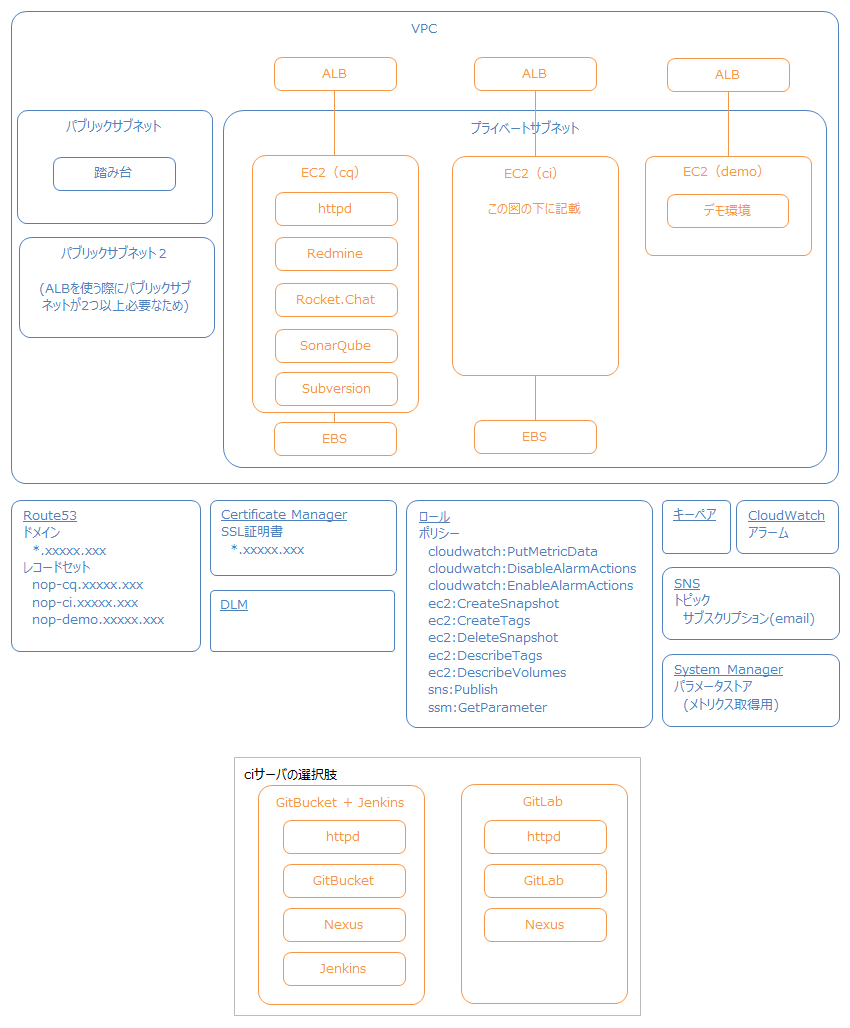 VPC
ALB
ALB
ALB
パブリックサブネット
踏み台
パブリックサブネット２
(ALBを使う際にパブリックサブ
ネットが2つ以上必要なため)
プライベートサブネット
EC2（cq）
httpd
Redmine
Rocket.Chat
SonarQube
Subversion
EBS
EC2（ci）
この図の下に記載
EBS
EC2（demo）
デモ環境
Route53
ドメイン
*.xxxxx.xxx
レコードセット
nop-cq.xxxxx.xxx
nop-ci.xxxxx.xxx
nop-demo.xxxxx.xxx
Certificate Manager
SSL証明書
*.xxxxx.xxx
DLM
ロール
ポリシー
cloudwatch:PutMetricData
cloudwatch:DisableAlarmActions
cloudwatch:EnableAlarmActions
ec2:CreateSnapshot
ec2:CreateTags
ec2:DeleteSnapshot
ec2:DescribeTags
ec2:DescribeVolumes
sns:Publish
ssm:GetParameter
キーペア
CloudWatch
アラーム
SNS
トピック
サブスクリプション(email)
System Manager
パラメータストア
(メトリクス取得用)
ciサーバの選択肢
GitBucket + Jenkins
httpd
GitBucket
Nexus
Jenkins
GitLab
httpd
GitLab
Nexus